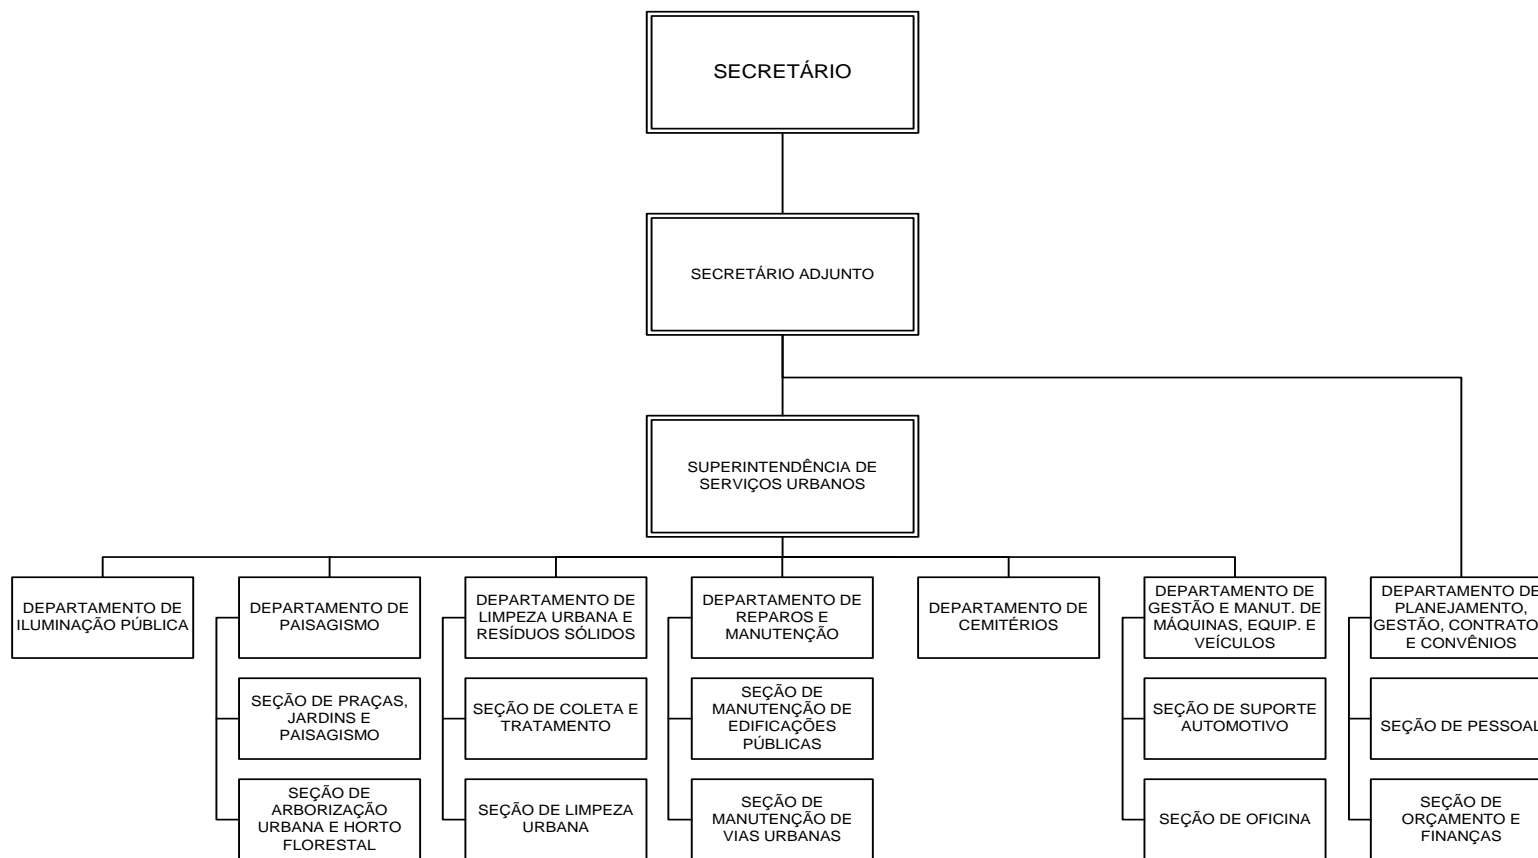 SECRETÁRIO
SECRETÁRIO ADJUNTO
SUPERINTENDÊNCIA DE
SERVIÇOS URBANOS
DEPARTAMENTO DE
ILUMINAÇÃO PÚBLICA
DEPARTAMENTO DE
PAISAGISMO
DEPARTAMENTO DE
LIMPEZA URBANA E
RESÍDUOS SÓLIDOS
DEPARTAMENTO DE
REPAROS E
MANUTENÇÃO
DEPARTAMENTO DE
CEMITÉRIOS
DEPARTAMENTO DE
GESTÃO E MANUT. DE
MÁQUINAS, EQUIP. E
VEÍCULOS
DEPARTAMENTO DE
PLANEJAMENTO,
GESTÃO, CONTRATO
E CONVÊNIOS
SEÇÃO DE PRAÇAS,
JARDINS E
PAISAGISMO
SEÇÃO DE COLETA E
TRATAMENTO
SEÇÃO DE
MANUTENÇÃO DE
EDIFICAÇÕES
PÚBLICAS
SEÇÃO DE SUPORTE
AUTOMOTIVO
SEÇÃO DE PESSOAL
SEÇÃO DE
ARBORIZAÇÃO
URBANA E HORTO
FLORESTAL
SEÇÃO DE LIMPEZA
URBANA
SEÇÃO DE
MANUTENÇÃO DE
VIAS URBANAS
SEÇÃO DE OFICINA
SEÇÃO DE
ORÇAMENTO E
FINANÇAS